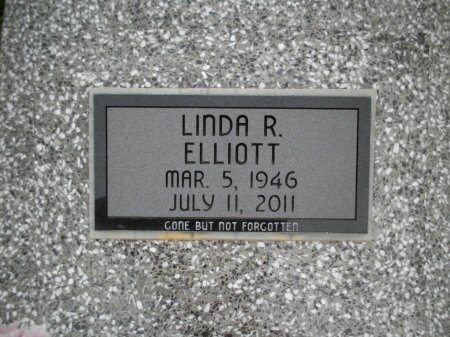 LINDA R.
ELLIOTT
MAR. 5, 1946
JULY 11, 2011
GONE BUT NOT FORGOTTEN